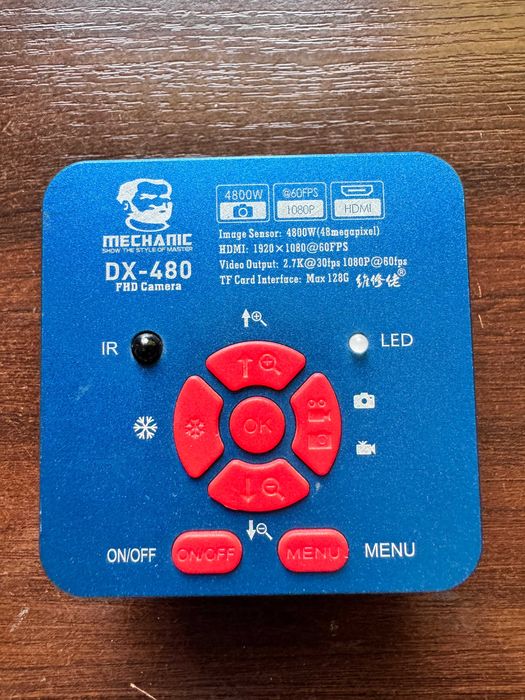 4800W
@60FPS
1080P
HDMI
MECHANIC
SHOW THE STYLE OF MASTER
DX-480
FHD Camera
Image Sensor: 4800W(48megapixel)
HDMI: 1920×1080@60FPS
Video Output: 2.7K@30fps 1080P@60fps
TF Card Interface: Max 128G 维修佬®
IR
LED
OK
ON/OFF
ON/OFF
MENU
MENU